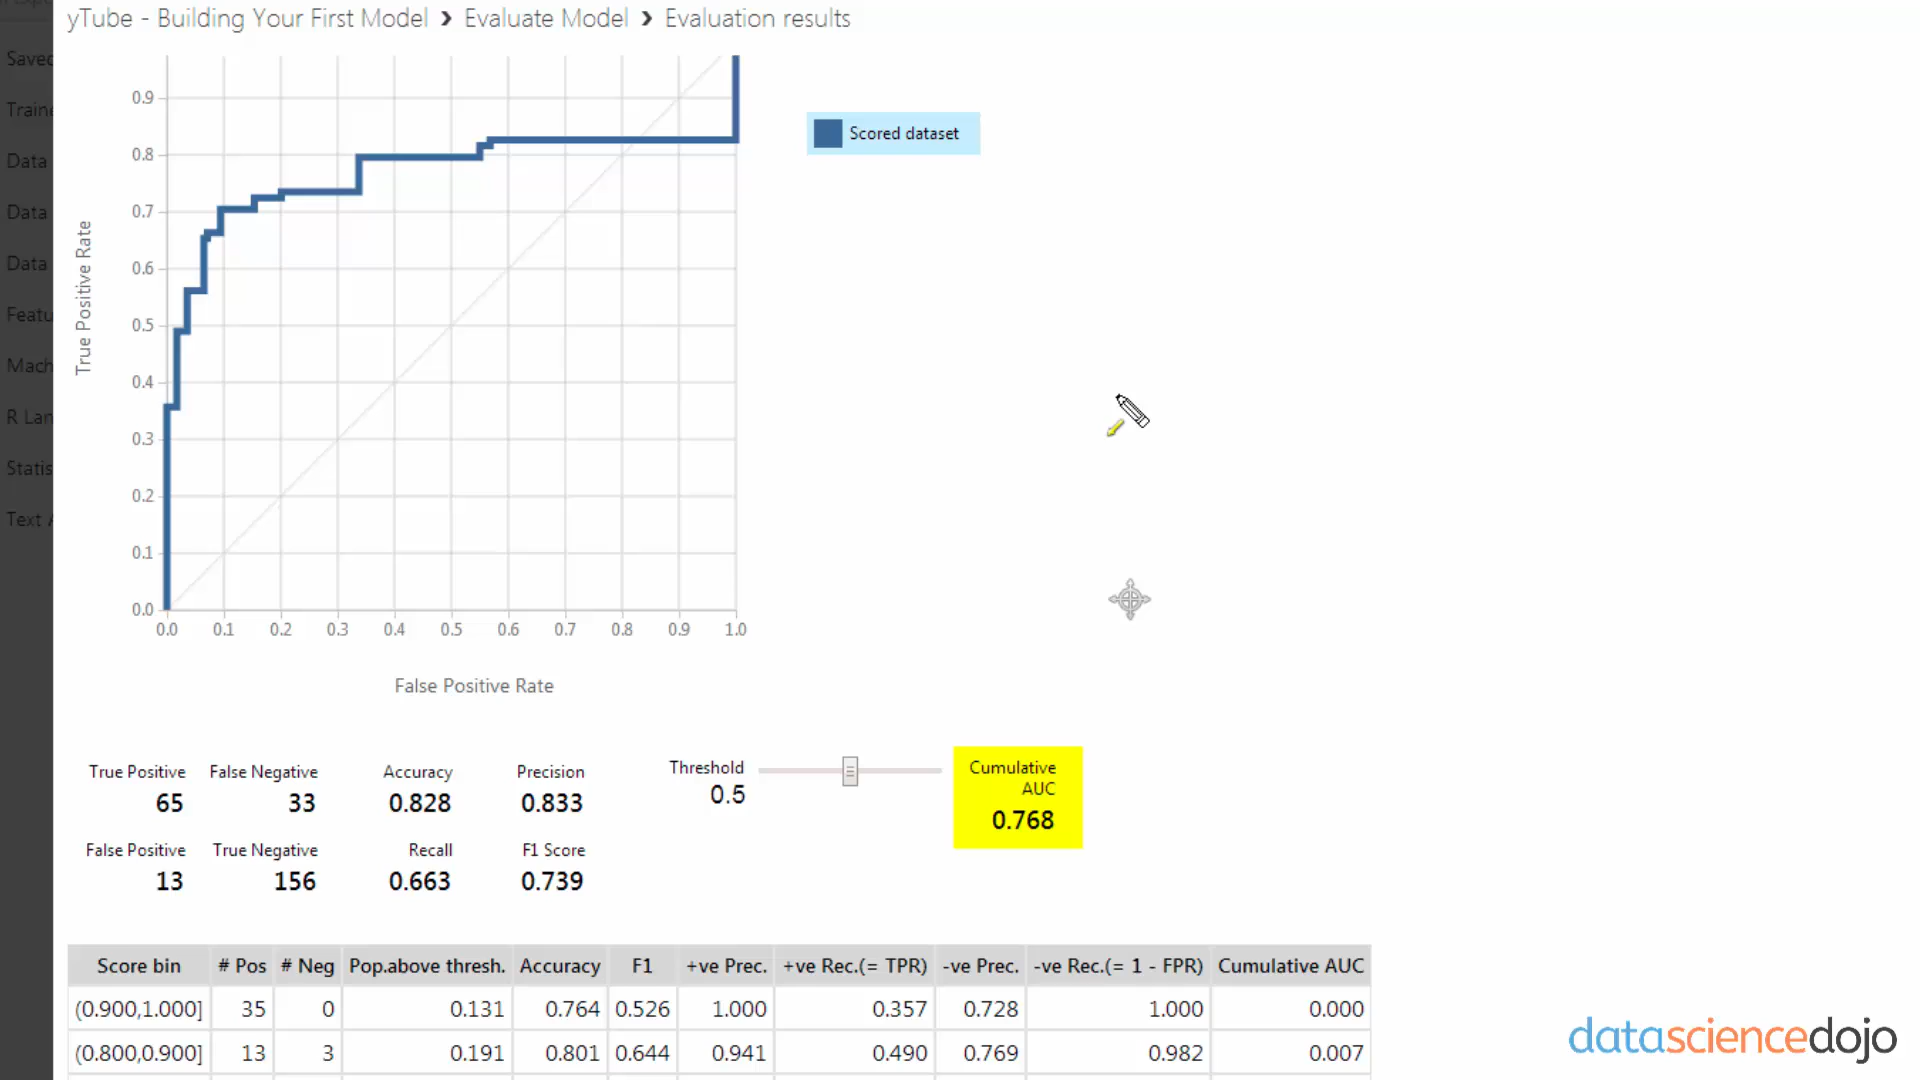 yTube - Building Your First Model › Evaluate Model › Evaluation results
Saved
Traine
Data
Data
Data
Featu
Mach
R Lan
Statis
Text A
True Positive Rate
0.9
0.8
0.7
0.6
0.5
0.4
0.3
0.2
0.1
0.0
0.0 0.1 0.2 0.3 0.4 0.5 0.6 0.7 0.8 0.9 1.0
False Positive Rate
Scored dataset
True Positive False Negative Accuracy Precision Threshold Cumulative
AUC
65 33 0.828 0.833 0.5 0.768
False Positive True Negative Recall F1 Score
13 156 0.663 0.739
Score bin # Pos # Neg Pop.above thresh. Accuracy F1 +ve Prec. +ve Rec.(= TPR) -ve Prec. -ve Rec.(= 1 - FPR) Cumulative AUC
(0.900,1.000] 35 0 0.131 0.764 0.526 1.000 0.357 0.728 1.000 0.000
(0.800,0.900] 13 3 0.191 0.801 0.644 0.941 0.490 0.769 0.982 0.007
datasciencedojo